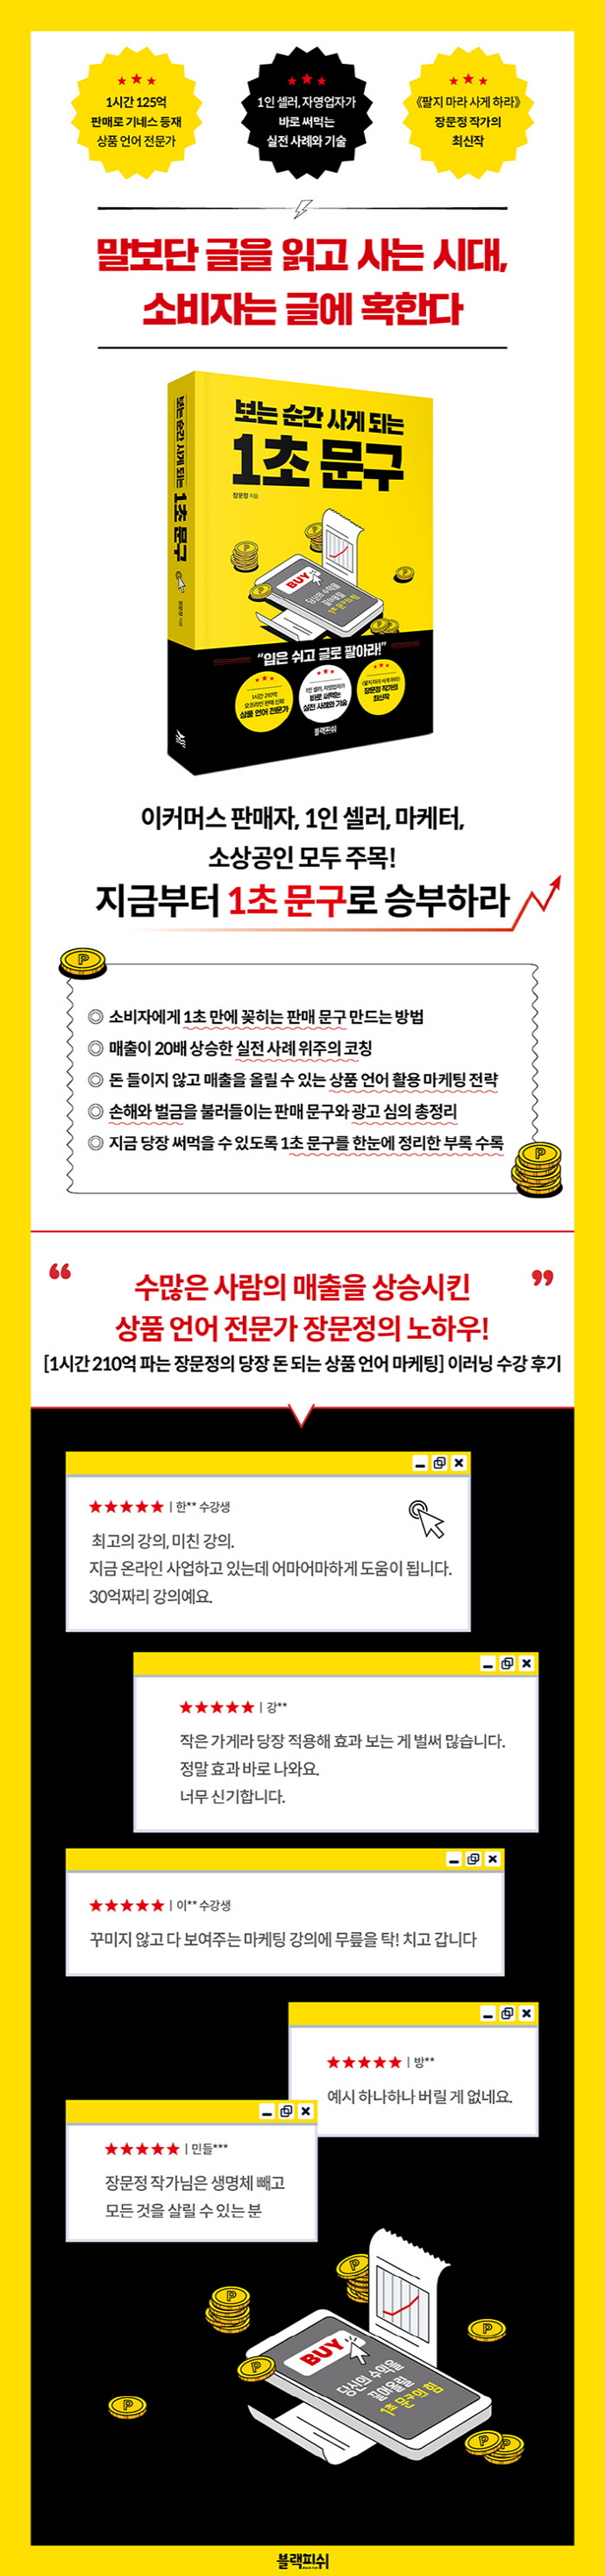 ★★★
1시간 125억
판매로 기네스 등재
상품 언어 전문가
★★★
1인 셀러, 자영업자가
바로 써먹는
실전 사례와 기술
★★★
《팔지 마라 사게 하라》
장문정 작가의
최신작
말보단 글을 읽고 사는 시대,
소비자는 글에 혹한다
보는 순간 사게 되는 1초 문구
장문정 지음
보는 순간 사게 되는
1초 문구
장문정 지음
BUY
당신의 수익을
끌어올릴
1초 문구의 힘
"입은 쉬고 글로 팔아라!"
★★★
1시간 210억
오프라인 판매 신화
상품 언어 전문가
★★★
1인 셀러, 자영업자가
바로 써먹는
실전 사례와 기술
★★★
《팔지 마라 사게 하라》
장문정 작가의
최신작
블랙피쉬
이커머스 판매자, 1인 셀러, 마케터,
소상공인 모두 주목!
지금부터 1초 문구로 승부하라
P
◎ 소비자에게 1초 만에 꽂히는 판매 문구 만드는 방법
◎ 매출이 20배 상승한 실전 사례 위주의 코칭
◎ 돈 들이지 않고 매출을 올릴 수 있는 상품 언어 활용 마케팅 전략
◎ 손해와 벌금을 불러들이는 판매 문구와 광고 심의 총정리
◎ 지금 당장 써먹을 수 있도록 1초 문구를 한눈에 정리한 부록 수록
P
“ 수많은 사람의 매출을 상승시킨 ”
상품 언어 전문가 장문정의 노하우!
[1시간 210억 파는 장문정의 당장 돈 되는 상품 언어 마케팅] 이러닝 수강 후기
★★★★★ | 한** 수강생
최고의 강의, 미친 강의.
지금 온라인 사업하고 있는데 어마어마하게 도움이 됩니다.
30억짜리 강의예요.
★★★★★ | 강**
작은 가게라 당장 적용해 효과 보는 게 벌써 많습니다.
정말 효과 바로 나와요.
너무 신기합니다.
★★★★★ | 이** 수강생
꾸미지 않고 다 보여주는 마케팅 강의에 무릎을 탁! 치고 갑니다
★★★★★ | 방**
예시 하나하나 버릴 게 없네요.
★★★★★ | 민들***
장문정 작가님은 생명체 빼고
모든 것을 살릴 수 있는 분
P
P
P
P
P
P
BUY
당신의 수익을
끌어올릴
1초 문구의 힘
블랙피쉬